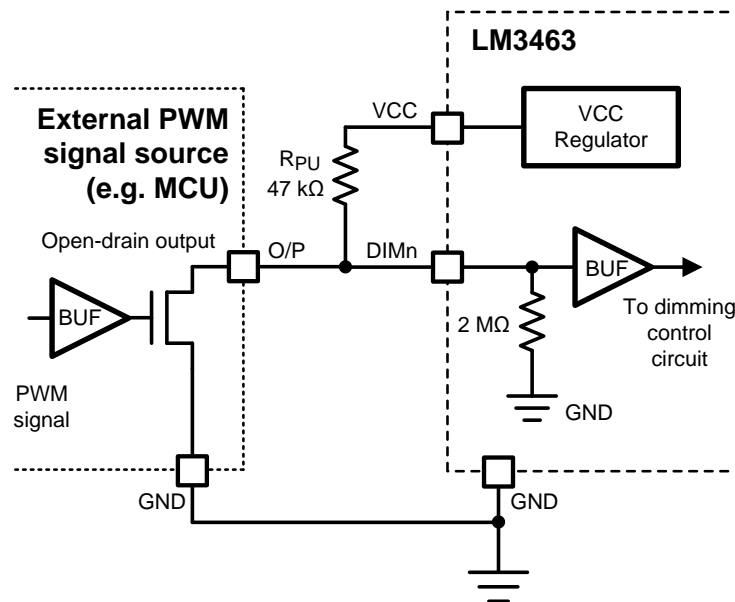 LM3463
External PWM
signal source
(e.g. MCU)
VCC
VCC
Regulator
RPU
47 kΩ
Open-drain output
O/P
DIMn
BUF
BUF
2 MΩ
To dimming
control
circuit
PWM
signal
GND
GND
GND